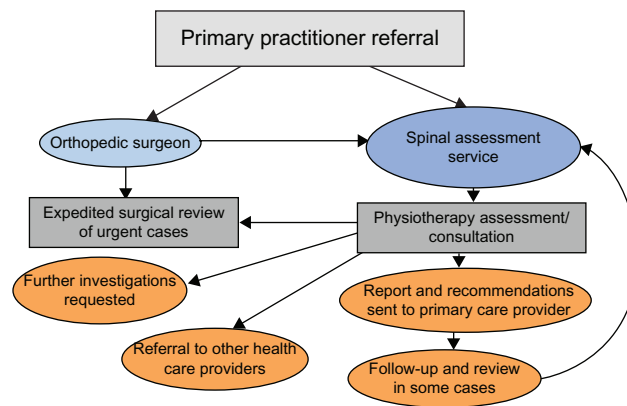 Primary practitioner referral
Orthopedic surgeon
Spinal assessment
service
Expedited surgical review
of urgent cases
Physiotherapy assessment/
consultation
Further investigations
requested
Report and recommendations
sent to primary care provider
Referral to other health
care providers
Follow-up and review
in some cases